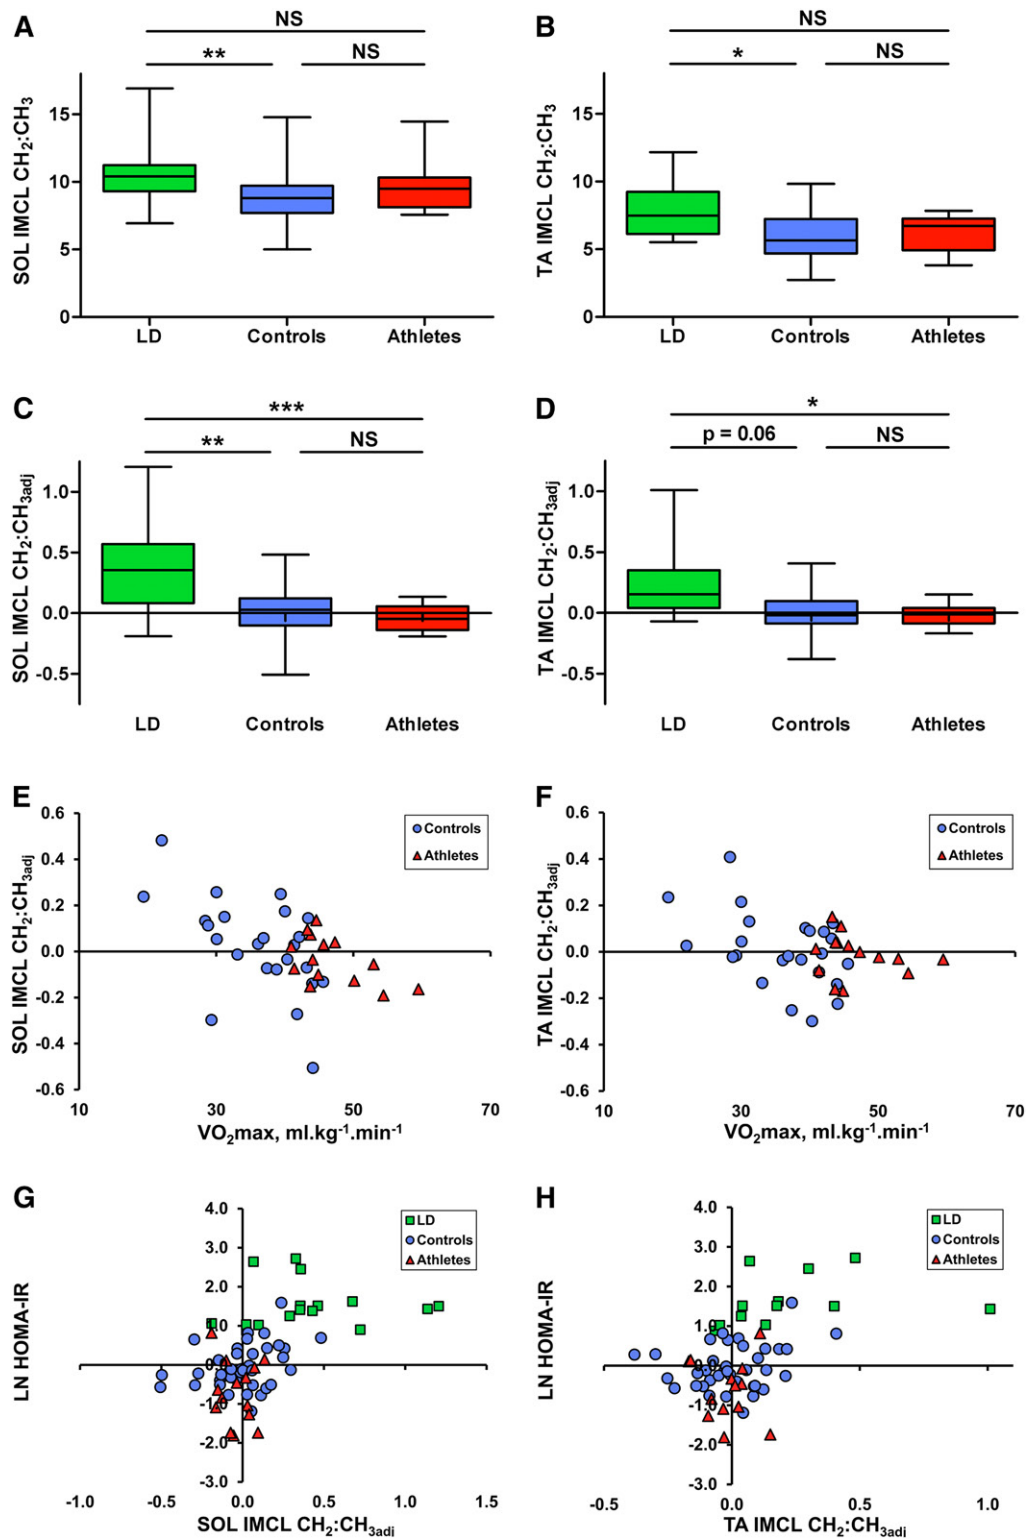 A
NS
**
NS
SOL IMCL CH₂:CH₃
15
10
5
0
LD
Controls
Athletes
B
NS
*
NS
TA IMCL CH₂:CH₃
15
10
5
0
LD
Controls
Athletes
C
***
**
NS
SOL IMCL CH₂:CH₃adj
1.0
0.5
0.0
-0.5
LD
Controls
Athletes
D
*
p = 0.06
NS
TA IMCL CH₂:CH₃adj
1.0
0.5
0.0
-0.5
LD
Controls
Athletes
E
SOL IMCL CH₂:CH₃adj
0.6
0.4
0.2
0.0
-0.2
-0.4
-0.6
Controls
Athletes
10
30
50
70
VO₂max, ml.kg⁻¹.min⁻¹
F
TA IMCL CH₂:CH₃adj
0.6
0.4
0.2
0.0
-0.2
-0.4
-0.6
Controls
Athletes
10
30
50
70
VO₂max, ml.kg⁻¹.min⁻¹
G
LN HOMA-IR
4.0
3.0
2.0
1.0
0.0
-1.0
-2.0
-3.0
LD
Controls
Athletes
-1.0
-0.5
0.0
0.5
1.0
1.5
SOL IMCL CH₂:CH₃adj
H
LN HOMA-IR
4.0
3.0
2.0
1.0
0.0
-1.0
-2.0
-3.0
LD
Controls
Athletes
-0.5
0.0
0.5
1.0
TA IMCL CH₂:CH₃adj